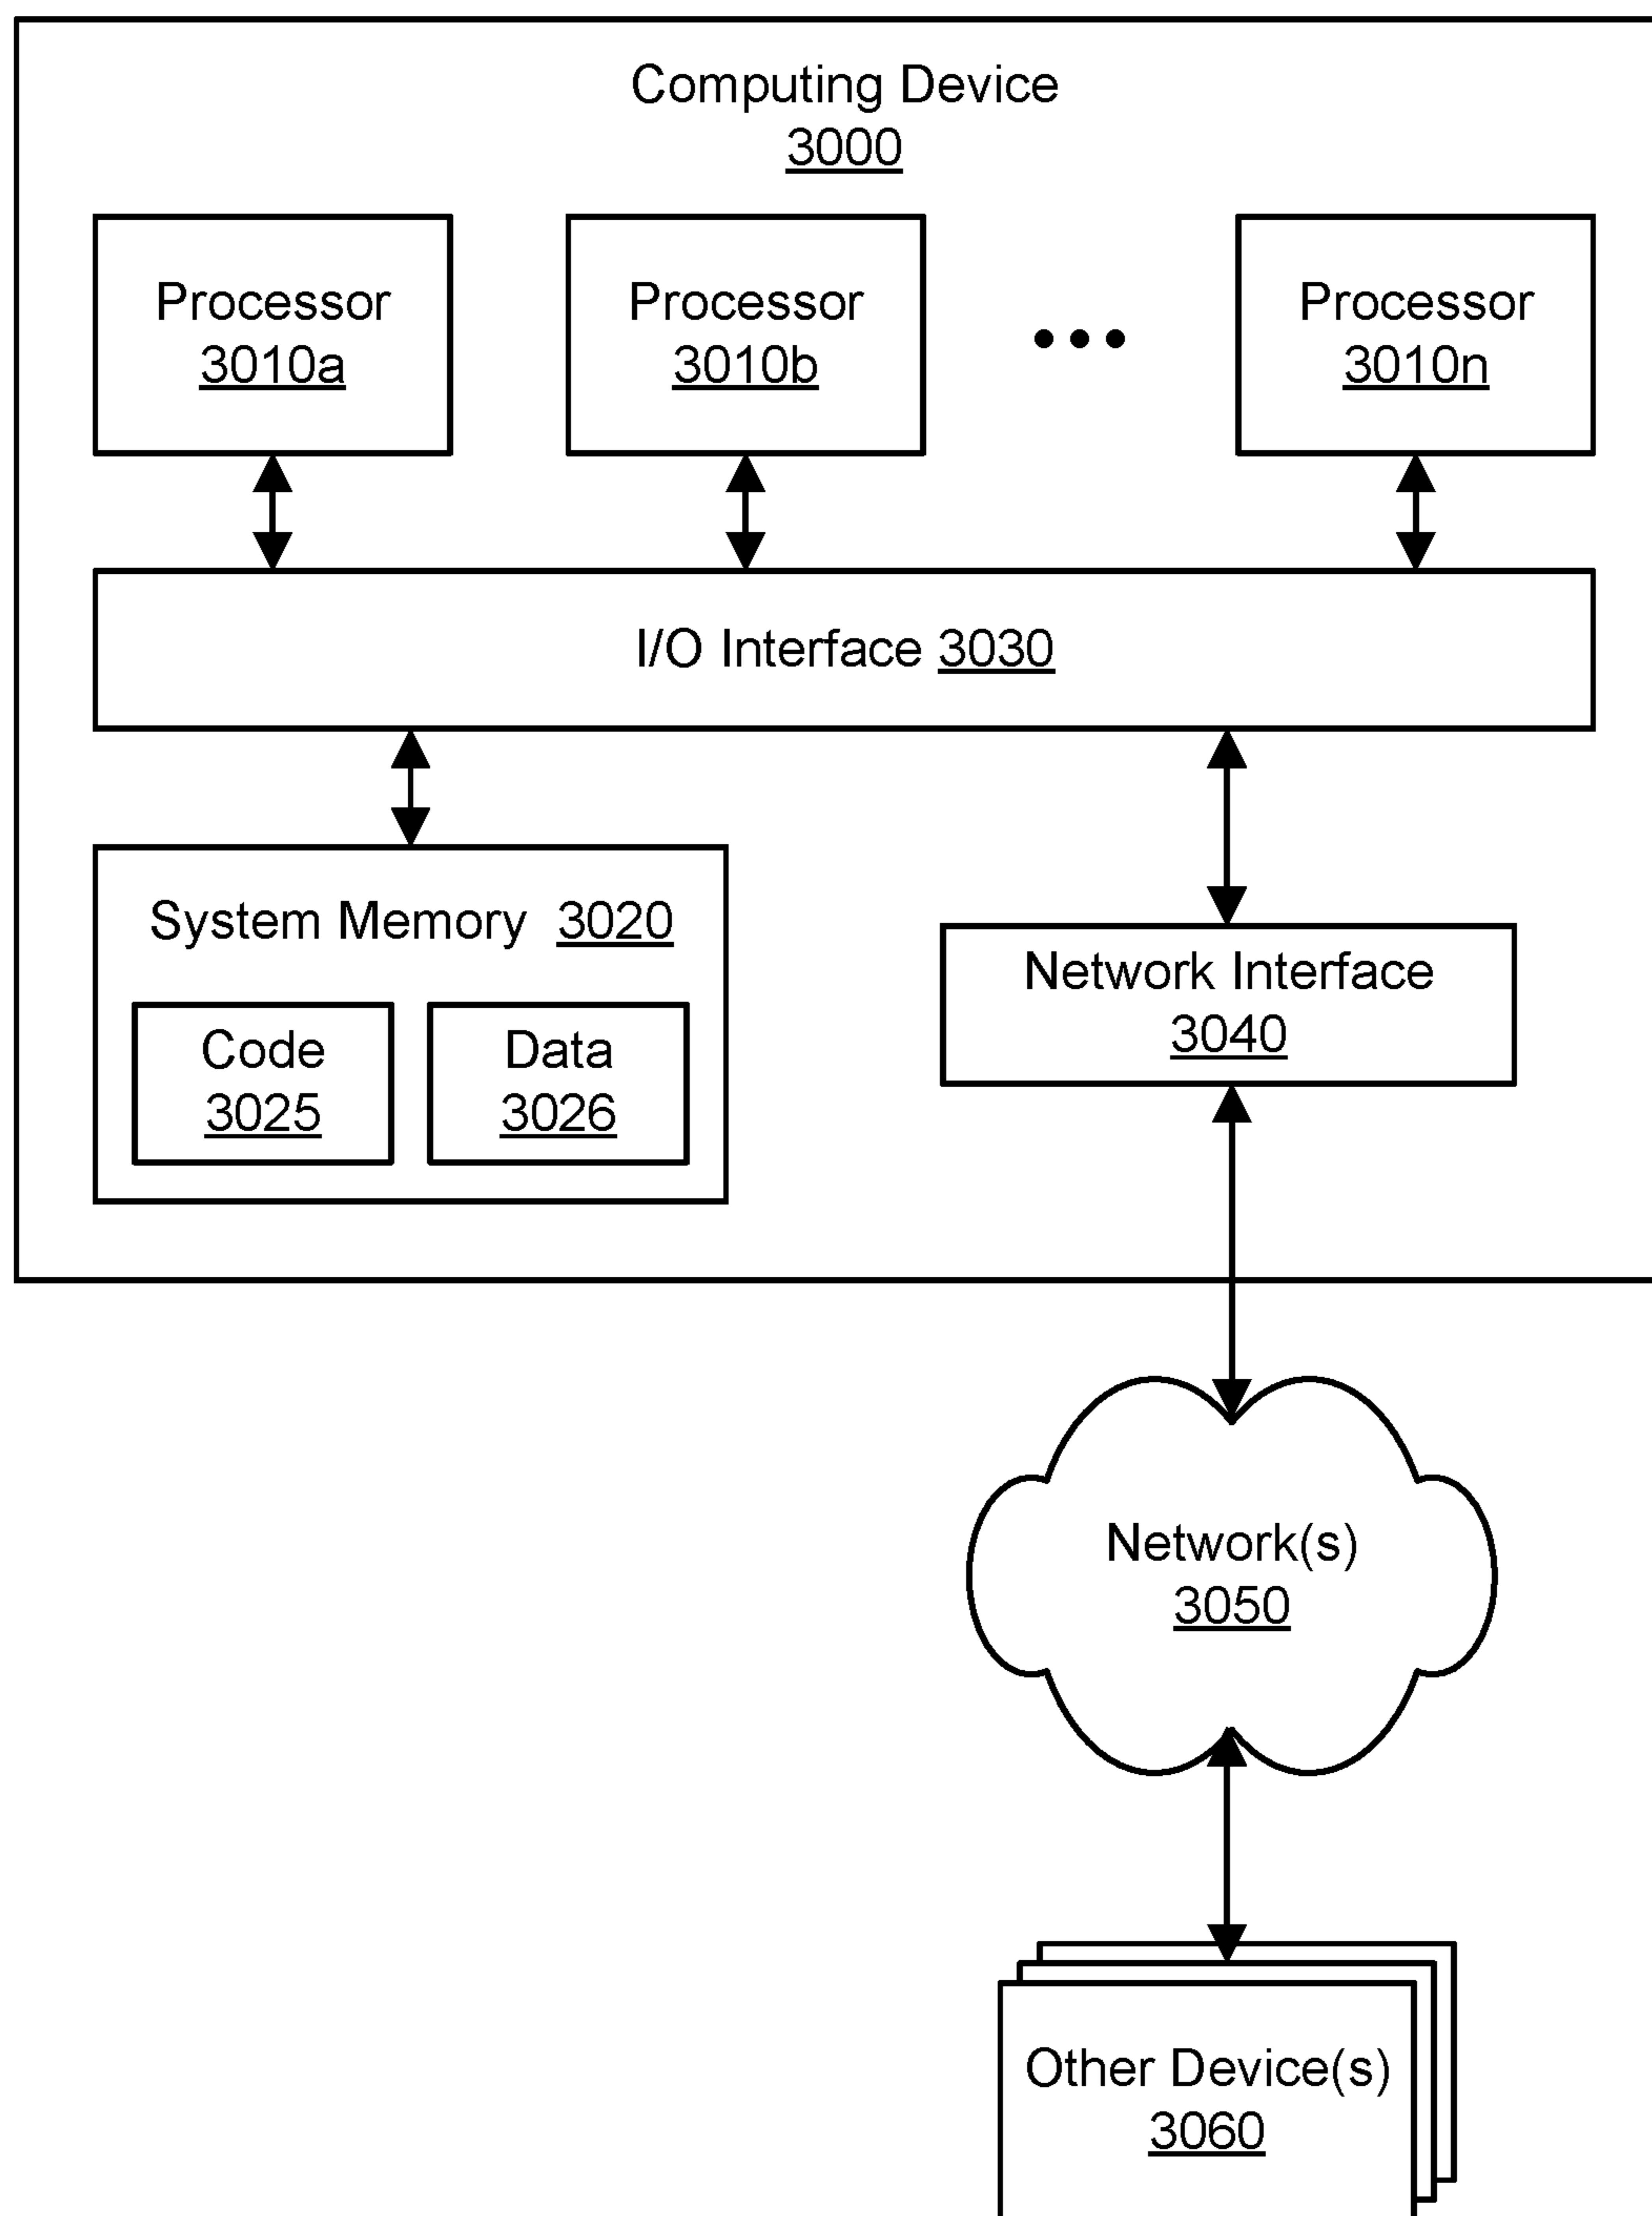 Computing Device
3000
Processor
3010a
Processor
3010b
Processor
3010n
I/O Interface 3030
System Memory 3020
Code
3025
Data
3026
Network Interface
3040
Network(s)
3050
Other Device(s)
3060